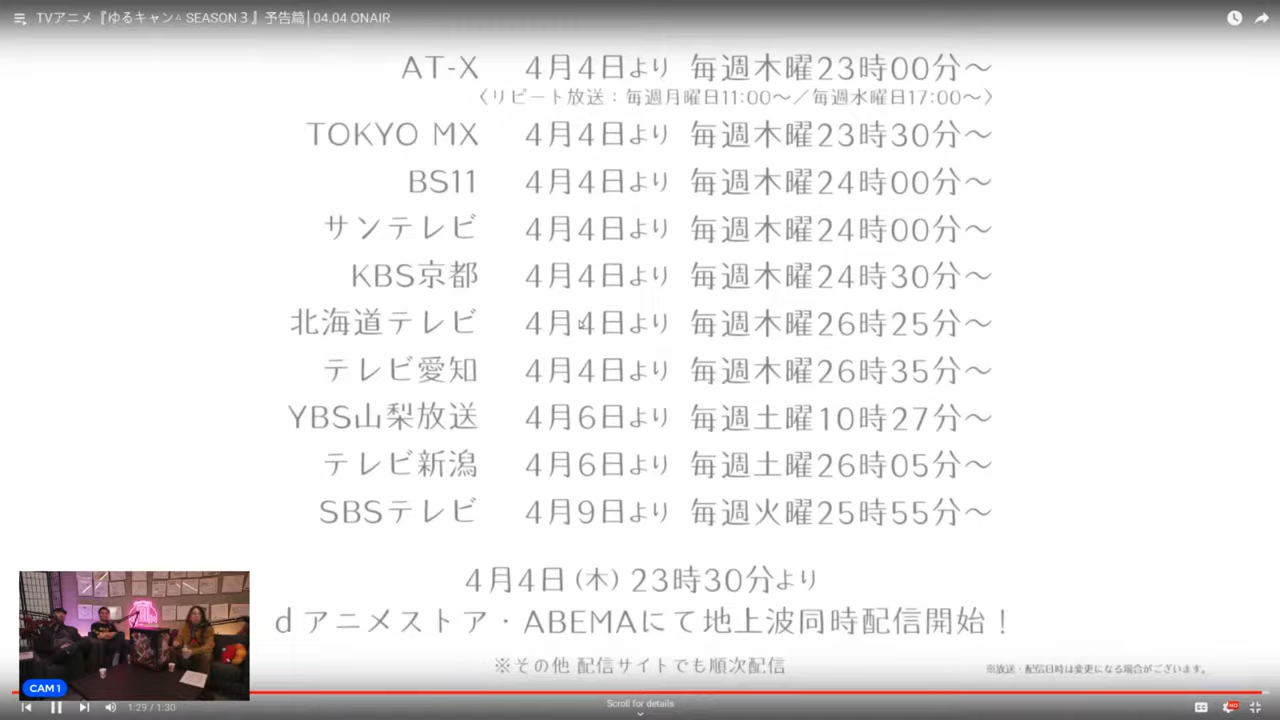 TVアニメ『ゆるキャン△ SEASON３』予告篇│04.04 ONAIR
AT-X 4月4日より 毎週木曜23時00分～
〈リピート放送：毎週月曜日11:00～／毎週水曜日17:00～〉
TOKYO MX 4月4日より 毎週木曜23時30分～
BS11 4月4日より 毎週木曜24時00分～
サンテレビ 4月4日より 毎週木曜24時00分～
KBS京都 4月4日より 毎週木曜24時30分～
北海道テレビ 4月4日より 毎週木曜26時25分～
テレビ愛知 4月4日より 毎週木曜26時35分～
YBS山梨放送 4月6日より 毎週土曜10時27分～
テレビ新潟 4月6日より 毎週土曜26時05分～
SBSテレビ 4月9日より 毎週火曜25時55分～
4月4日(木) 23時30分より
dアニメストア・ABEMAにて地上波同時配信開始！
※その他 配信サイトでも順次配信
※放送・配信日時は変更になる場合がございます。
CAM 1
1:29 / 1:30
Scroll for details
CC
HD